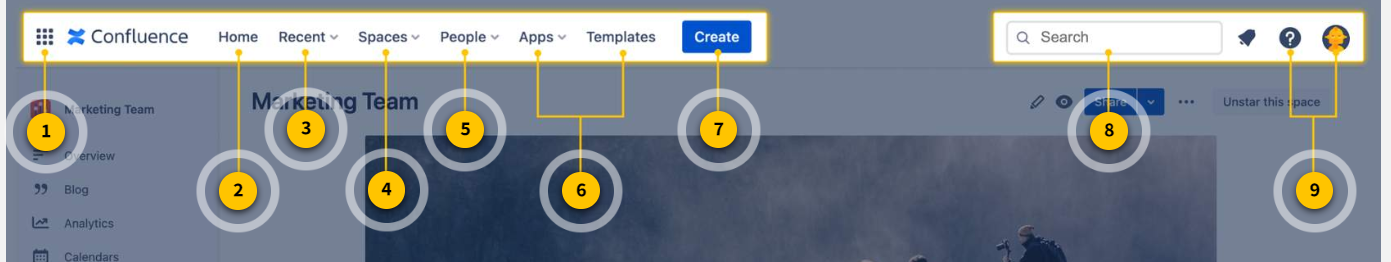 Confluence Home Recent Spaces People Apps Templates Create Search
Marketing Team
Marketing Team Share Unstar this space
1 3 5 7 8
Overview
Blog 2 4 6 9
Analytics
Calendars